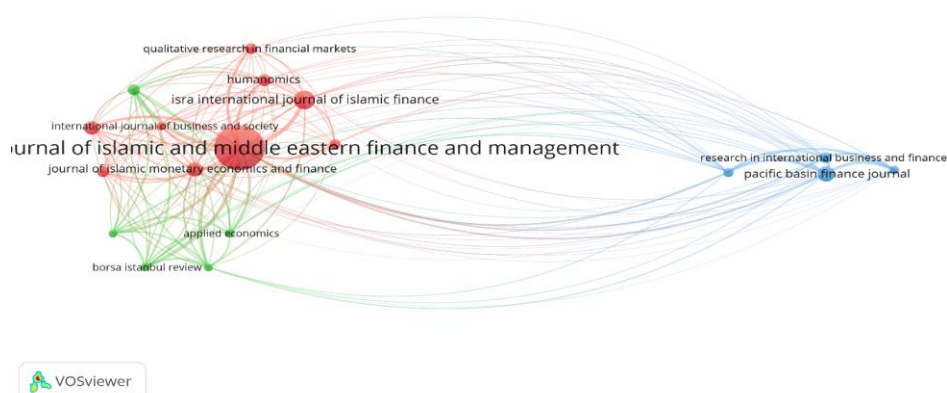 qualitative research in financial markets
humanomics
isra international journal of islamic finance
international journal of business and society
urnal of islamic and middle eastern finance and management
journal of islamic monetary economics and finance
research in international business and finance
pacific basin finance journal
applied economics
borsa istanbul review
VOSviewer